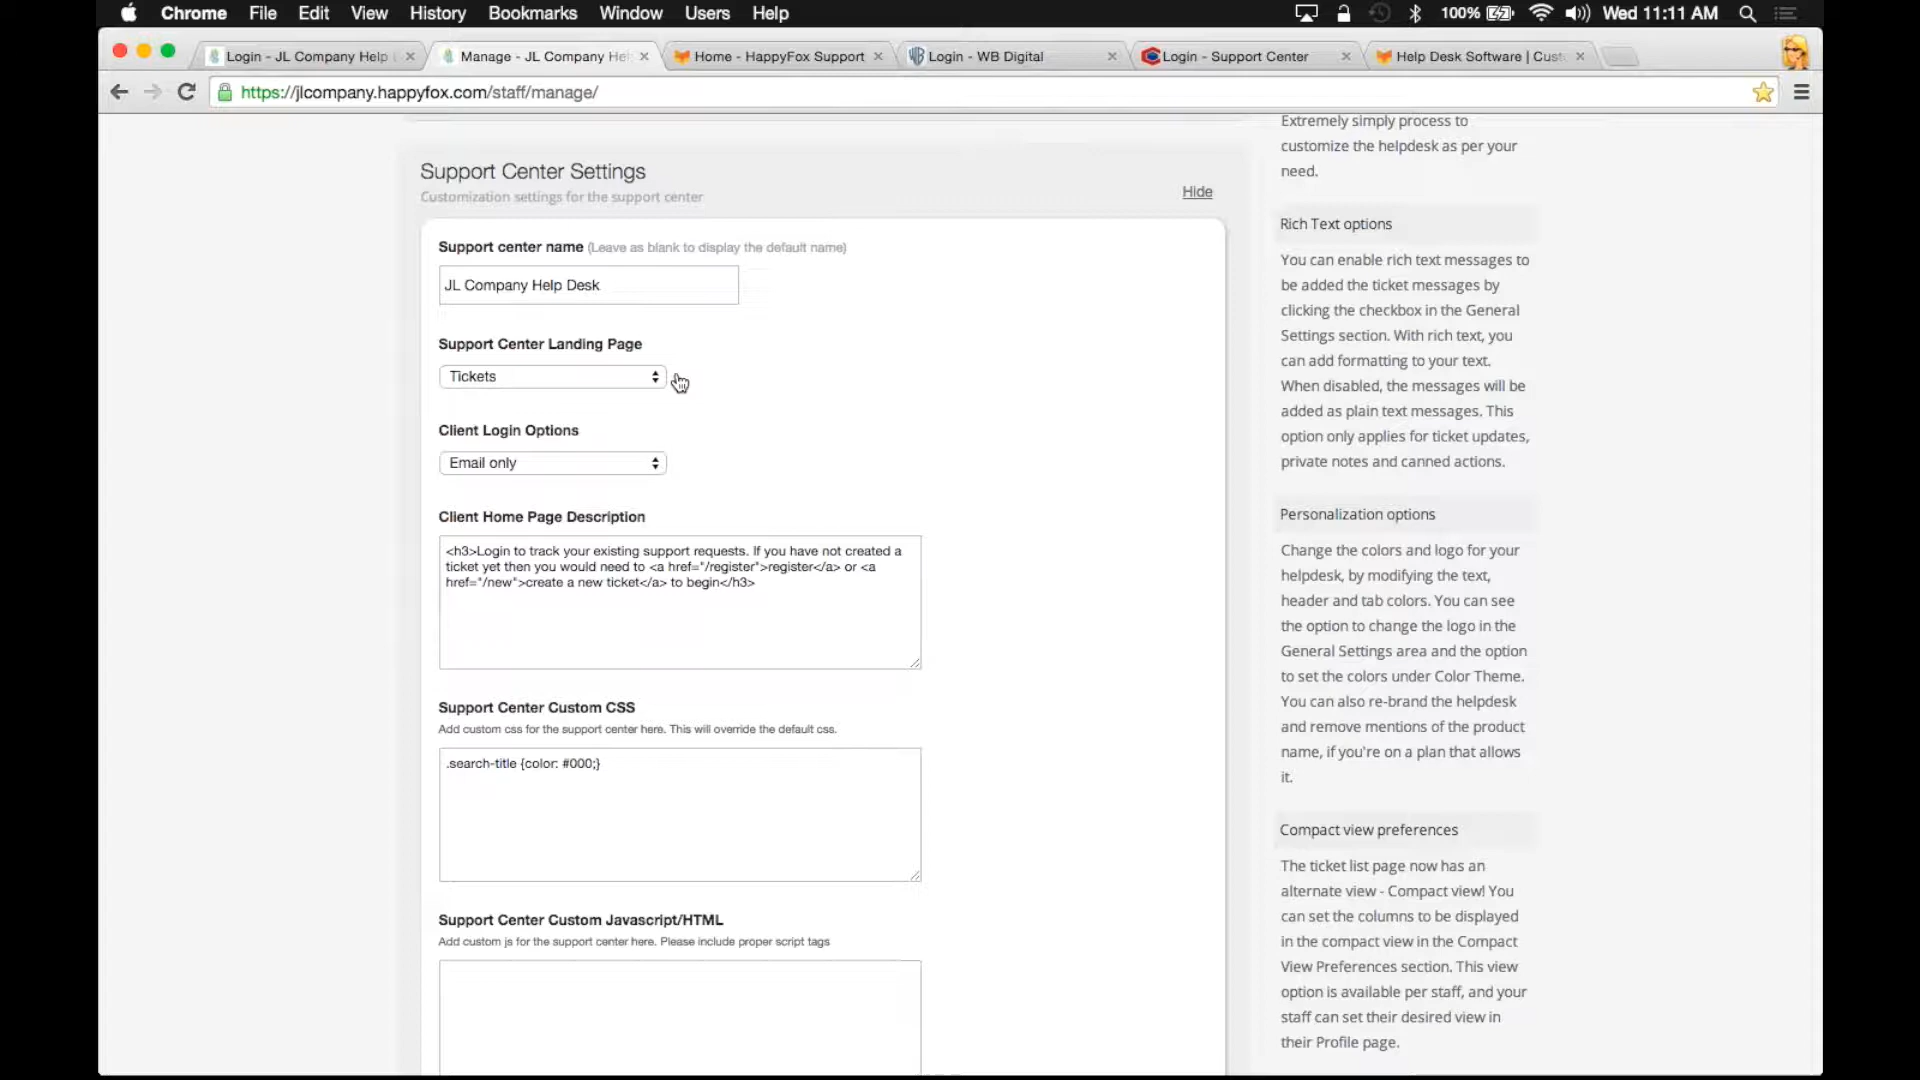 Chrome File Edit View History Bookmarks Window Users Help 100% Wed 11:11 AM
Login - JL Company Help Manage - JL Company Hel Home - HappyFox Support Login - WB Digital Login - Support Center Help Desk Software | Cust
https://jlcompany.happyfox.com/staff/manage/
Support Center Settings
Customization settings for the support center
Hide
Support center name (Leave as blank to display the default name)
JL Company Help Desk
Support Center Landing Page
Tickets
Client Login Options
Email only
Client Home Page Description
<h3>Login to track your existing support requests. If you have not created a
ticket yet then you would need to <a href="/register">register</a> or <a
href="/new">create a new ticket</a> to begin</h3>
Support Center Custom CSS
Add custom css for the support center here. This will override the default css.
.search-title {color: #000;}
Support Center Custom Javascript/HTML
Add custom js for the support center here. Please include proper script tags
Extremely simply process to
customize the helpdesk as per your
need.
Rich Text options
You can enable rich text messages to
be added the ticket messages by
clicking the checkbox in the General
Settings section. With rich text, you
can add formatting to your text.
When disabled, the messages will be
added as plain text messages. This
option only applies for ticket updates,
private notes and canned actions.
Personalization options
Change the colors and logo for your
helpdesk, by modifying the text,
header and tab colors. You can see
the option to change the logo in the
General Settings area and the option
to set the colors under Color Theme.
You can also re-brand the helpdesk
and remove mentions of the product
name, if you're on a plan that allows
it.
Compact view preferences
The ticket list page now has an
alternate view - Compact view! You
can set the columns to be displayed
in the compact view in the Compact
View Preferences section. This view
option is available per staff, and your
staff can set their desired view in
their Profile page.